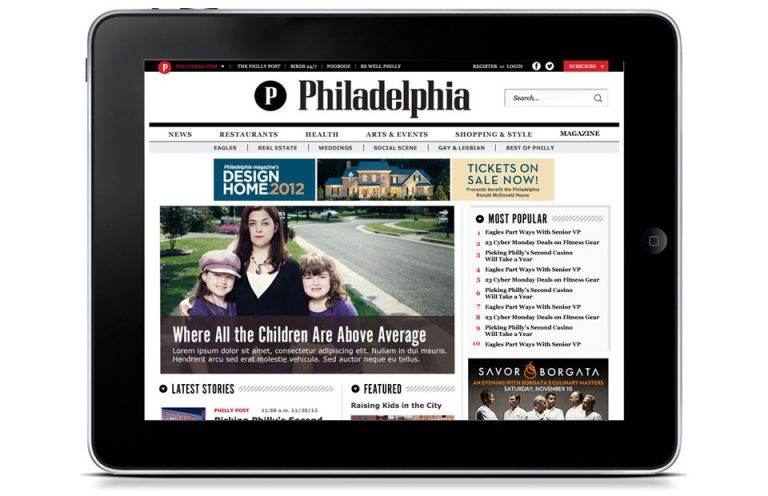 P PHILLYMAG.COM | THE PHILLY POST | BIRDS 24/7 | FOOBOOZ | BE WELL PHILLY REGISTER or LOGIN SUBSCRIBE
P Philadelphia
Search...
NEWS RESTAURANTS HEALTH ARTS & EVENTS SHOPPING & STYLE MAGAZINE
EAGLES | REAL ESTATE | WEDDINGS | SOCIAL SCENE | GAY & LESBIAN | BEST OF PHILLY
Philadelphia magazine's
DESIGN
HOME 2012
TICKETS ON
SALE NOW!
Proceeds benefit the Philadelphia
Ronald McDonald House
Where All the Children Are Above Average
Lorem ipsum dolor sit amet, consectetur adipiscing elit. Nullam in dui mauris.
Hendrerit arcu sed erat molestie vehicula. Sed auctor neque eu tellus.
MOST POPULAR
1 Eagles Part Ways With Senior VP
2 23 Cyber Monday Deals on Fitness Gear
3 Picking Philly's Second Casino
Will Take a Year
4 Eagles Part Ways With Senior VP
5 23 Cyber Monday Deals on Fitness Gear
6 Picking Philly's Second Casino
Will Take a Year
7 Eagles Part Ways With Senior VP
8 23 Cyber Monday Deals on Fitness Gear
9 Picking Philly's Second Casino
Will Take a Year
10 Eagles Part Ways With Senior VP
LATEST STORIES
PHILLY POST 11:58 a.m. 11/20/12
Picking Philly's Second
FEATURED
Raising Kids in the City
SAVOR BORGATA
AN EVENING WITH BORGATA'S CULINARY MASTERS
SATURDAY, NOVEMBER 10